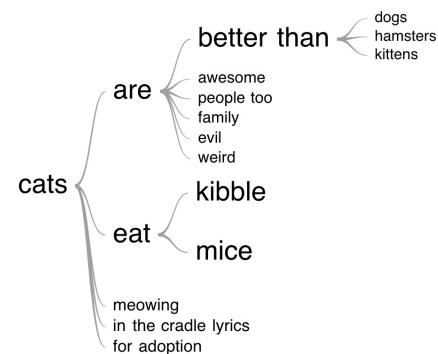 dogs
better than
hamsters
kittens
awesome
are
people too
family
evil
weird
cats
kibble
eat
mice
meowing
in the cradle lyrics
for adoption